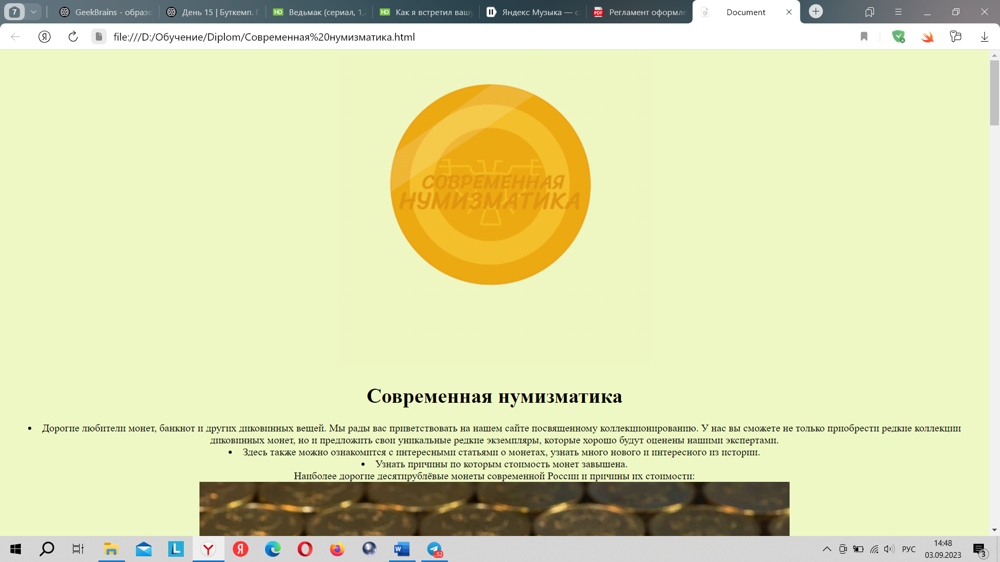 7
GeekBrains - образо
День 15 | Буткемп. П
HD
Ведьмак (сериал, 1,2
HD
Как я встретил вашу
Яндекс Музыка — с
PDF
Регламент оформле
Document
Я
file:///D:/Обучение/Diplom/Современная%20нумизматика.html
СОВРЕМЕННАЯ
НУМИЗМАТИКА
Современная нумизматика
• Дорогие любители монет, банкнот и других диковинных вещей. Мы рады вас приветствовать на нашем сайте посвященному коллекционированию. У нас вы сможете не только приобрести редкие коллекции
диковинных монет, но и предложить свои уникальные редкие экземпляры, которые хорошо будут оценены нашими экспертами.
• Здесь также можно ознакомится с интересными статьями о монетах, узнать много нового и интересного из истории.
• Узнать причины по которым стоимость монет завышена.
Наиболее дорогие десятирублёвые монеты современной России и причины их стоимости:
L
Y
Я
W
..52
РУС
14:48
03.09.2023
3